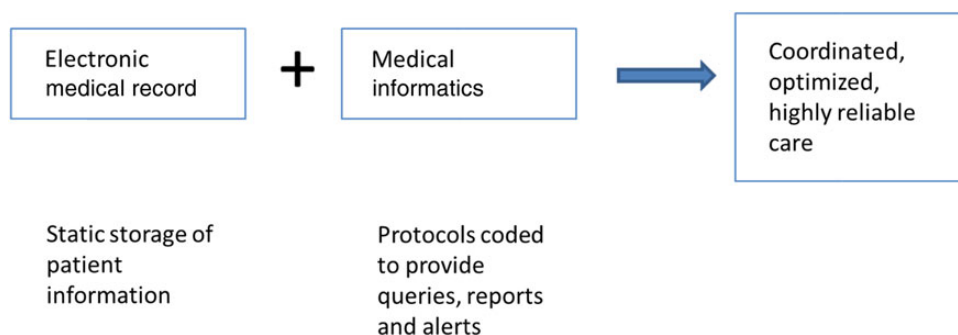 Electronic
medical record
+
Medical
informatics
Coordinated,
optimized,
highly reliable
care
Static storage of
patient
information
Protocols coded
to provide
queries, reports
and alerts